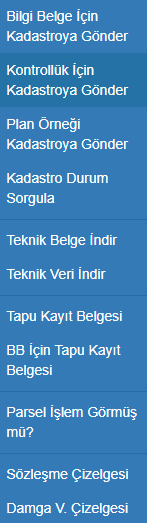 Bilgi Belge İçin
Kadastroya Gönder
Kontrollük İçin
Kadastroya Gönder
Plan Örneği
Kadastroya Gönder
Kadastro Durum
Sorgula
Teknik Belge İndir
Teknik Veri İndir
Tapu Kayıt Belgesi
BB İçin Tapu Kayıt
Belgesi
Parsel İşlem Görmüş
mü?
Sözleşme Çizelgesi
Damga V. Çizelgesi